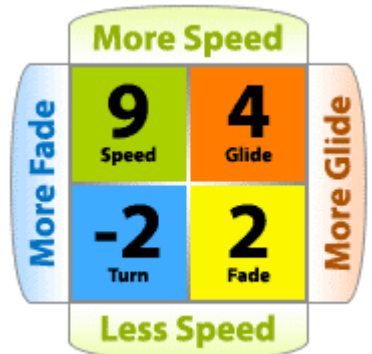 More Speed
More Fade
9
Speed
4
Glide
-2
Turn
2
Fade
More Glide
Less Speed